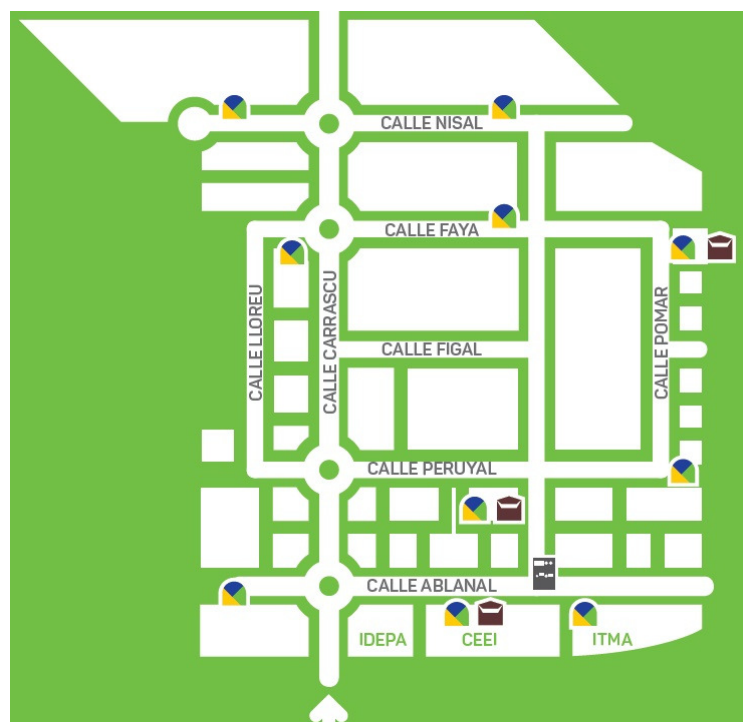 CALLE NISAL
CALLE FAYA
CALLE LLOREU
CALLE CARRASCU
CALLE FIGAL
CALLE POMAR
CALLE PERUYAL
CALLE ABLANAL
IDEPA
CEEI
ITMA